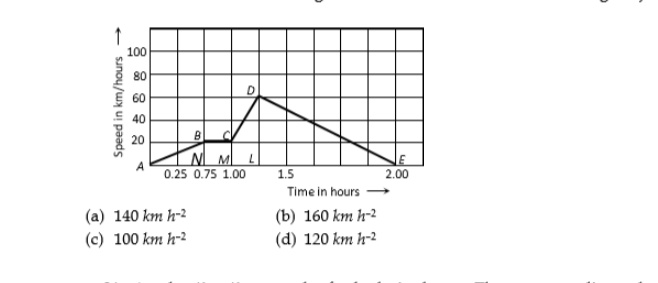 Speed in km/hours →
100
80
60
40
20
A
B
C
D
N
M
L
E
0.25 0.75 1.00 1.5 2.00
Time in hours →
(a) 140 km h-2 (b) 160 km h-2
(c) 100 km h-2 (d) 120 km h-2